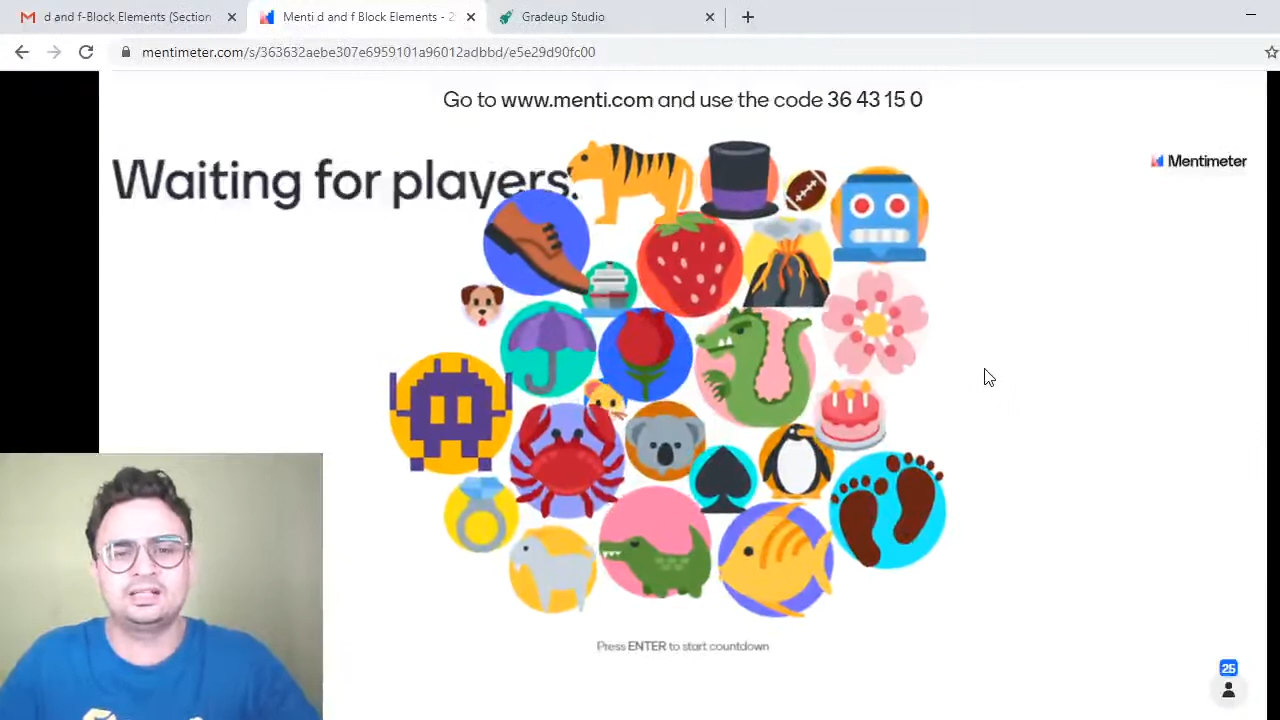 d and f-Block Elements (Section
Menti d and f Block Elements - 2
Gradeup Studio
mentimeter.com/s/363632aebe307e6959101a96012adbbd/e5e29d90fc00
Go to www.menti.com and use the code 36 43 15 0
Waiting for players.
Mentimeter
Press ENTER to start countdown
25